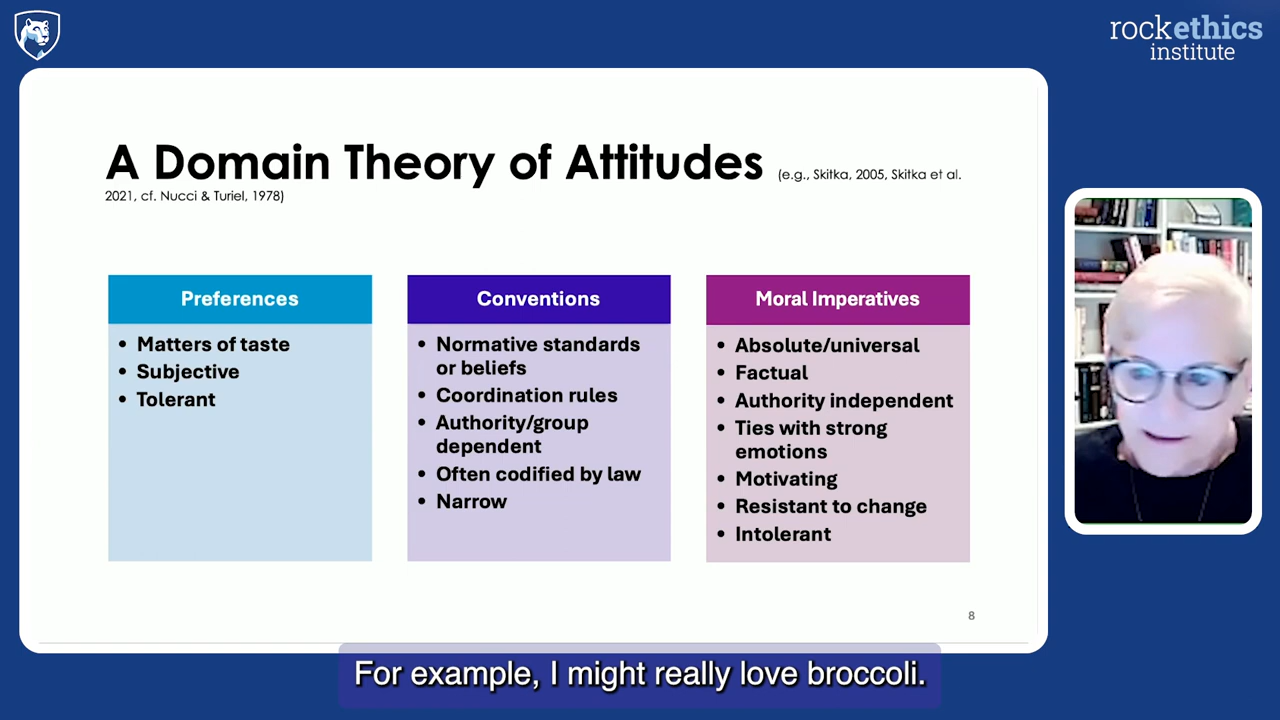 rockethics
institute
A Domain Theory of Attitudes (e.g., Skitka, 2005, Skitka et al.
2021, cf. Nucci & Turiel, 1978)
Preferences
• Matters of taste
• Subjective
• Tolerant
Conventions
• Normative standards
or beliefs
• Coordination rules
• Authority/group
dependent
• Often codified by law
• Narrow
Moral Imperatives
• Absolute/universal
• Factual
• Authority independent
• Ties with strong
emotions
• Motivating
• Resistant to change
• Intolerant
8
For example, I might really love broccoli.